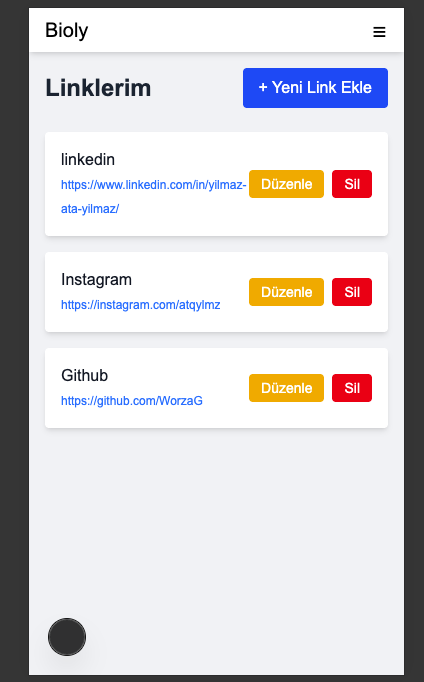 Bioly
Linklerim
+ Yeni Link Ekle
linkedin
https://www.linkedin.com/in/yilmaz-
ata-yilmaz/
Düzenle
Sil
Instagram
https://instagram.com/atqylmz
Düzenle
Sil
Github
https://github.com/WorzaG
Düzenle
Sil